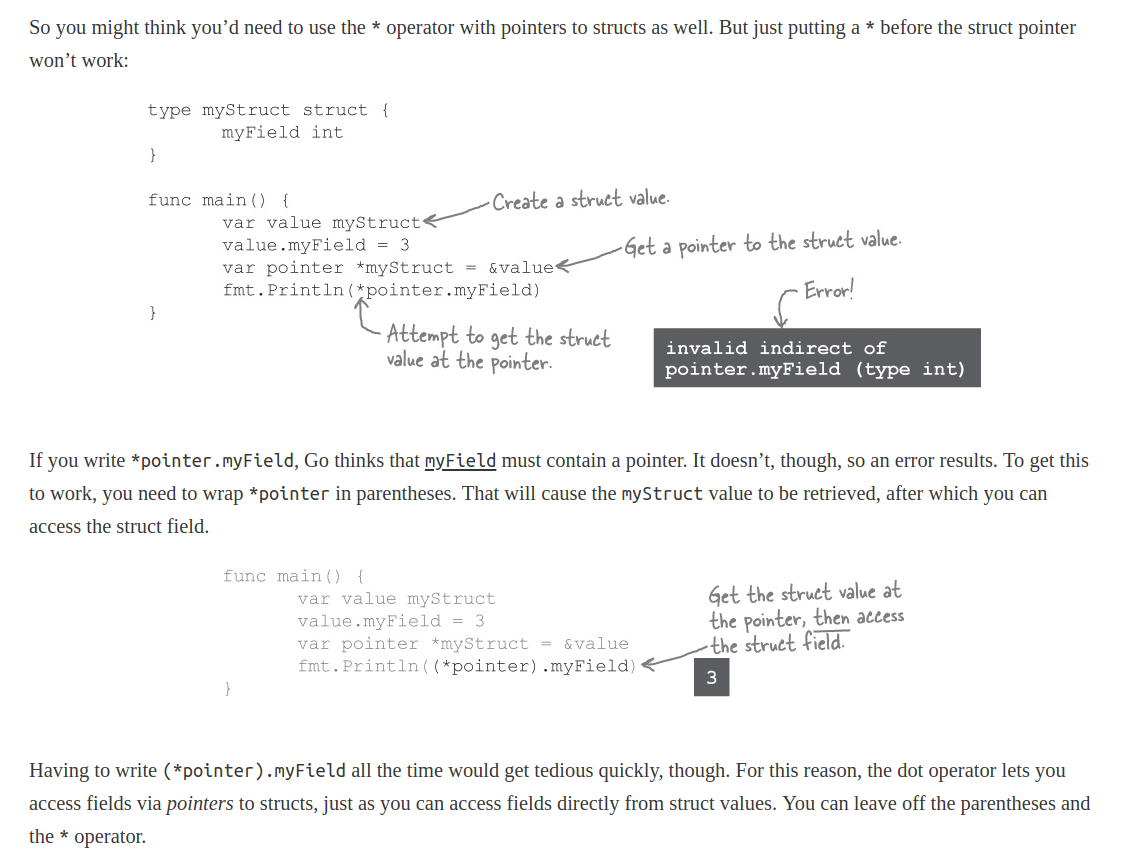 So you might think you’d need to use the * operator with pointers to structs as well. But just putting a * before the struct pointer
won’t work:
type myStruct struct {
myField int
}
func main() {
Create a struct value.
var value myStruct
value.myField = 3
Get a pointer to the struct value.
var pointer *myStruct = &value
fmt.Println(*pointer.myField)
Error!
}
Attempt to get the struct
value at the pointer.
invalid indirect of
pointer.myField (type int)
If you write *pointer.myField, Go thinks that myField must contain a pointer. It doesn’t, though, so an error results. To get this
to work, you need to wrap *pointer in parentheses. That will cause the myStruct value to be retrieved, after which you can
access the struct field.
func main() {
var value myStruct
value.myField = 3
var pointer *myStruct = &value
fmt.Println((*pointer).myField)
}
Get the struct value at
the pointer, then access
the struct field.
3
Having to write (*pointer).myField all the time would get tedious quickly, though. For this reason, the dot operator lets you
access fields via pointers to structs, just as you can access fields directly from struct values. You can leave off the parentheses and
the * operator.